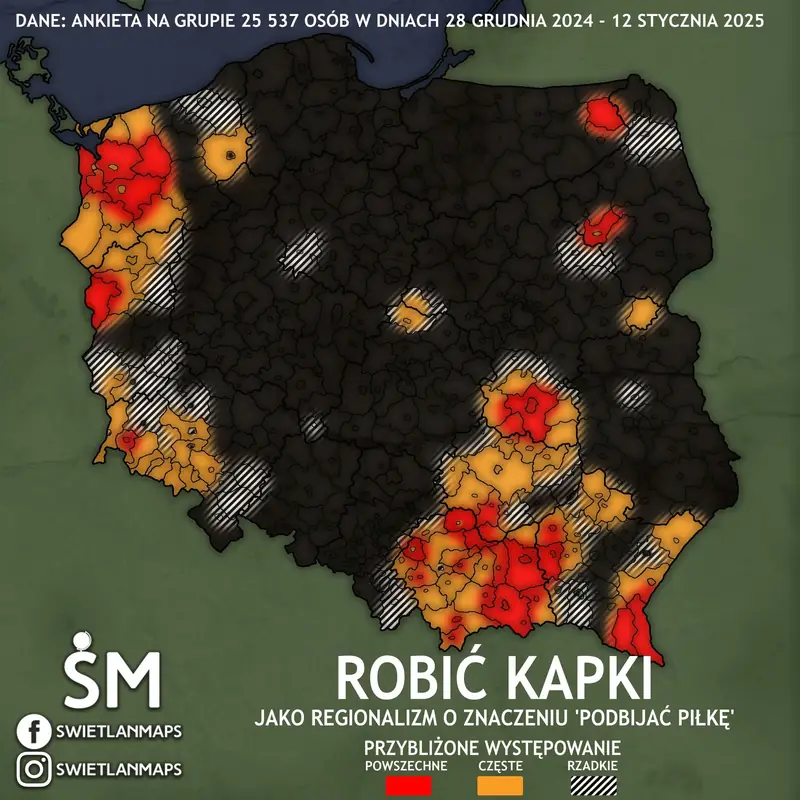 DANE: ANKIETA NA GRUPIE 25 537 OSÓB W DNIACH 28 GRUDNIA 2024 - 12 STYCZNIA 2025
ŚM
SWIETLANMAPS
SWIETLANMAPS
ROBIĆ KAPKI
JAKO REGIONALIZM O ZNACZENIU 'PODBIJAĆ PIŁKĘ'
PRZYBLIŻONE WYSTĘPOWANIE
POWSZECHNE CZĘSTE RZADKIE